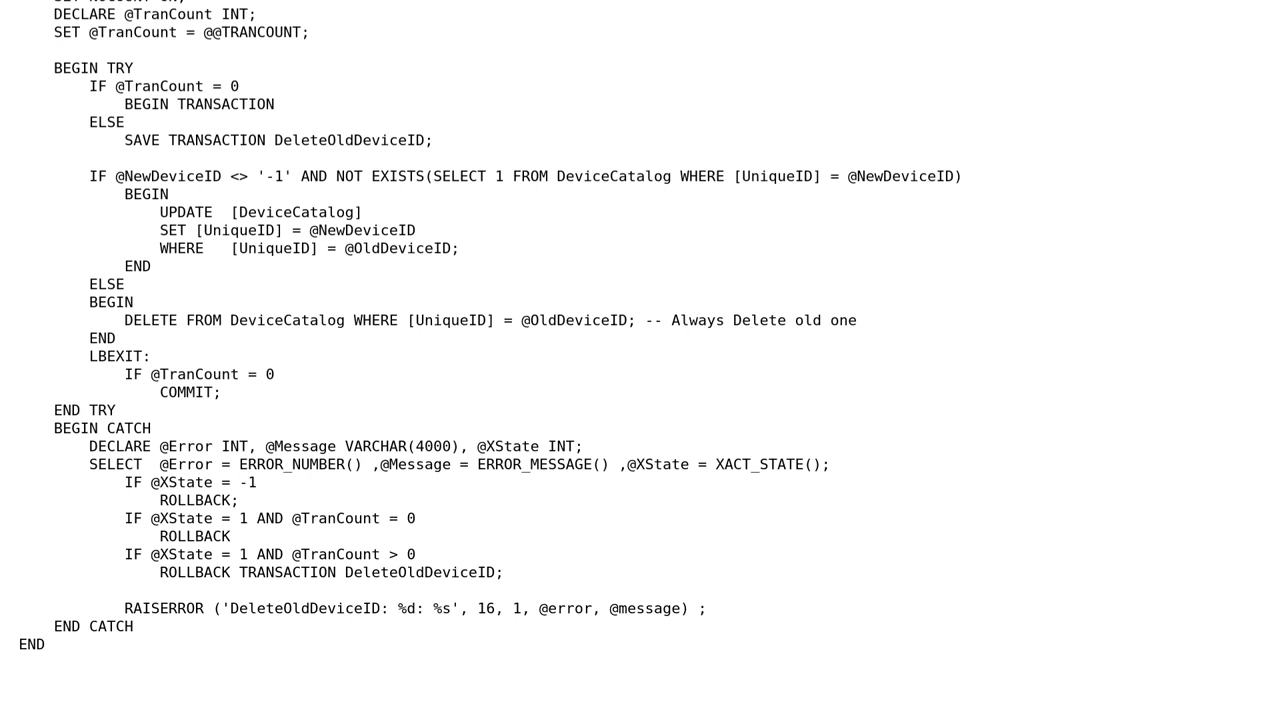 DECLARE @TranCount INT;
    SET @TranCount = @@TRANCOUNT;

    BEGIN TRY
        IF @TranCount = 0
            BEGIN TRANSACTION
        ELSE
            SAVE TRANSACTION DeleteOldDeviceID;

        IF @NewDeviceID <> '-1' AND NOT EXISTS(SELECT 1 FROM DeviceCatalog WHERE [UniqueID] = @NewDeviceID)
            BEGIN
                UPDATE  [DeviceCatalog]
                SET [UniqueID] = @NewDeviceID
                WHERE   [UniqueID] = @OldDeviceID;
            END
        ELSE
        BEGIN
            DELETE FROM DeviceCatalog WHERE [UniqueID] = @OldDeviceID; -- Always Delete old one
        END
        LBEXIT:
            IF @TranCount = 0
                COMMIT;
    END TRY
    BEGIN CATCH
        DECLARE @Error INT, @Message VARCHAR(4000), @XState INT;
        SELECT  @Error = ERROR_NUMBER() ,@Message = ERROR_MESSAGE() ,@XState = XACT_STATE();
            IF @XState = -1
                ROLLBACK;
            IF @XState = 1 AND @TranCount = 0
                ROLLBACK
            IF @XState = 1 AND @TranCount > 0
                ROLLBACK TRANSACTION DeleteOldDeviceID;

            RAISERROR ('DeleteOldDeviceID: %d: %s', 16, 1, @error, @message) ;
    END CATCH
END